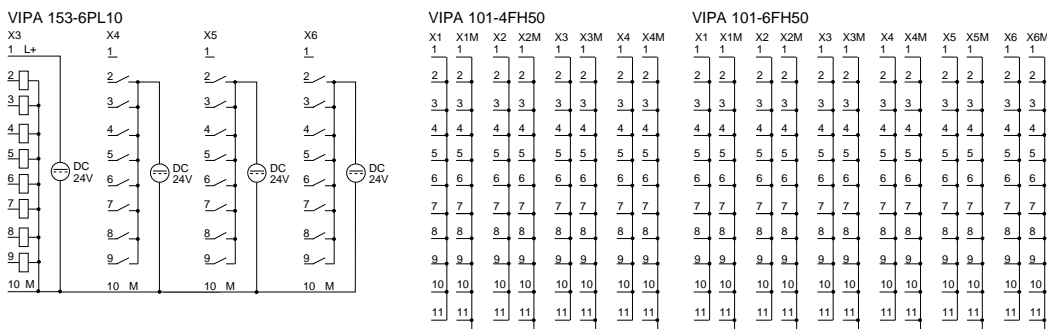 VIPA 153-6PL10 VIPA 101-4FH50 VIPA 101-6FH50
X3 X4 X5 X6 X1 X1M X2 X2M X3 X3M X4 X4M X1 X1M X2 X2M X3 X3M X4 X4M X5 X5M X6 X6M
1 L+ 1 1 1 1 1 1 1 1 1 1 1 1 1 1 1 1 1 1 1 1 1 1 1
2 2 2 2 2 2 2 2 2 2 2 2 2 2 2 2 2 2 2 2 2 2 2 2
3 3 3 3 3 3 3 3 3 3 3 3 3 3 3 3 3 3 3 3 3 3 3 3
4 4 4 4 4 4 4 4 4 4 4 4 4 4 4 4 4 4 4 4 4 4 4 4
5 5 5 5 5 5 5 5 5 5 5 5 5 5 5 5 5 5 5 5 5 5 5 5
DC DC DC DC
24V 24V 24V 24V
6 6 6 6 6 6 6 6 6 6 6 6 6 6 6 6 6 6 6 6 6 6 6 6
7 7 7 7 7 7 7 7 7 7 7 7 7 7 7 7 7 7 7 7 7 7 7 7
8 8 8 8 8 8 8 8 8 8 8 8 8 8 8 8 8 8 8 8 8 8 8 8
9 9 9 9 9 9 9 9 9 9 9 9 9 9 9 9 9 9 9 9 9 9 9 9
10 M 10 M 10 M 10 M 10 10 10 10 10 10 10 10 10 10 10 10 10 10 10 10 10 10 10 10
11 11 11 11 11 11 11 11 11 11 11 11 11 11 11 11 11 11 11 11